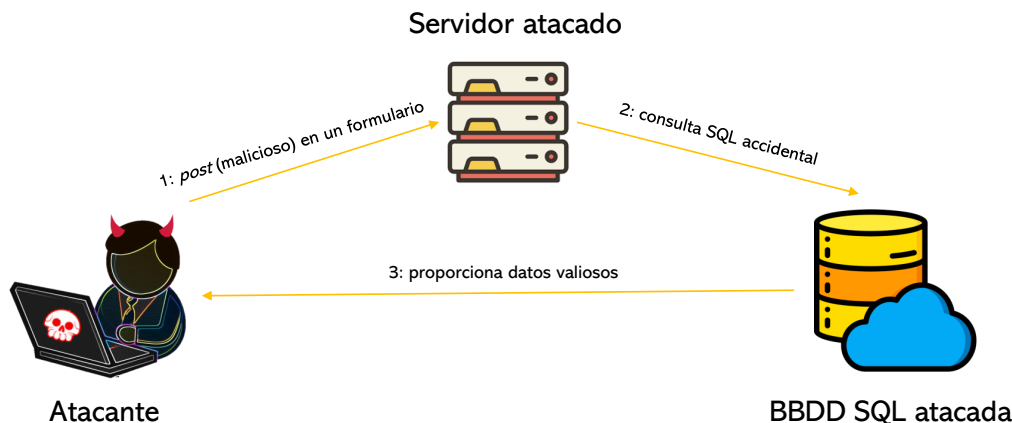 Servidor atacado
1: post (malicioso) en un formulario
2: consulta SQL accidental
3: proporciona datos valiosos
Atacante
BBDD SQL atacada